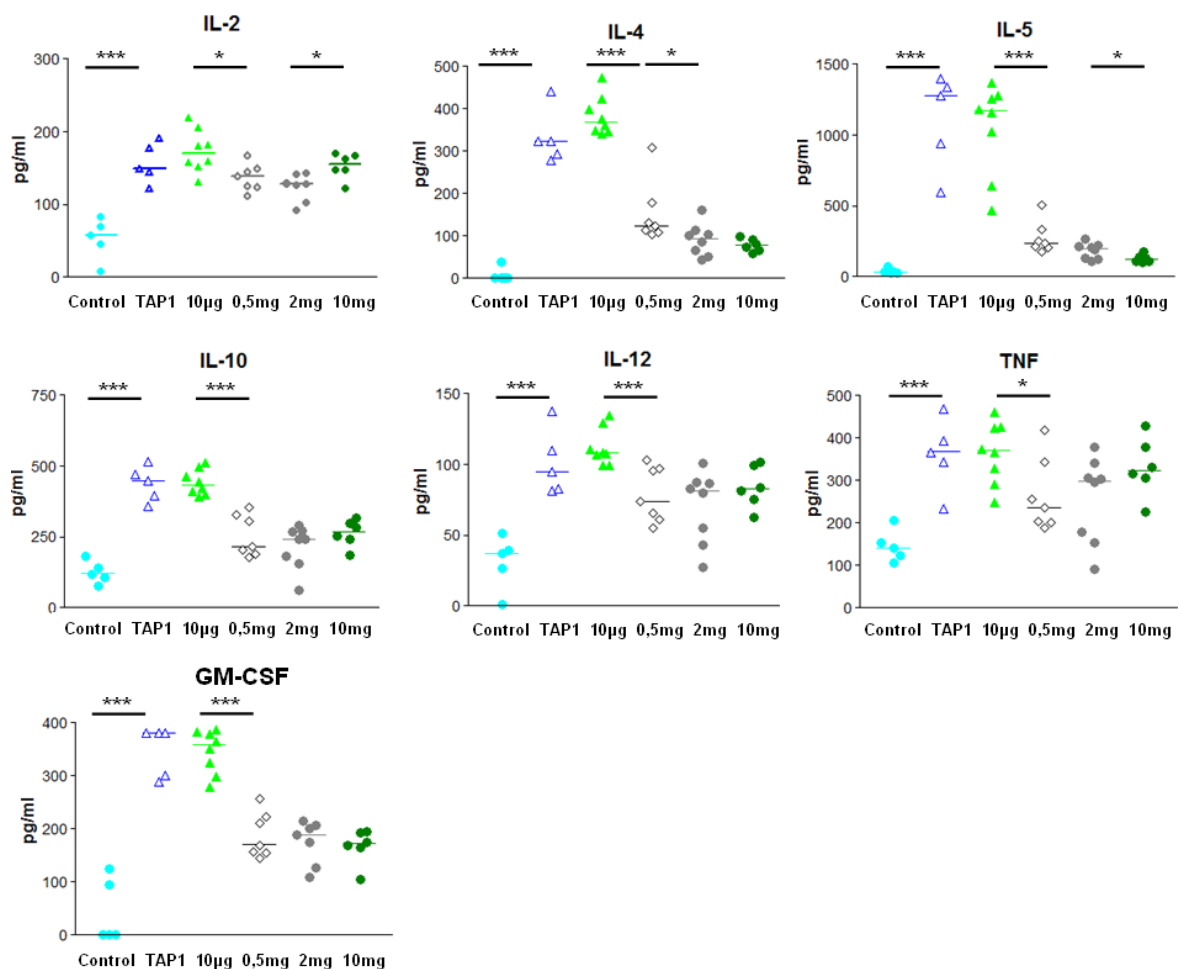 IL-2
*** * *
300
200
100
0
pg/ml
Control TAP1 10µg 0,5mg 2mg 10mg
IL-4
*** *** *
500
400
300
200
100
0
pg/ml
Control TAP1 10µg 0,5mg 2mg 10mg
IL-5
*** *** *
1500
1000
500
0
pg/ml
Control TAP1 10µg 0,5mg 2mg 10mg
IL-10
*** ***
750
500
250
0
pg/ml
Control TAP1 10µg 0,5mg 2mg 10mg
IL-12
*** ***
150
100
50
0
pg/ml
Control TAP1 10µg 0,5mg 2mg 10mg
TNF
*** *
500
400
300
200
100
0
pg/ml
Control TAP1 10µg 0,5mg 2mg 10mg
GM-CSF
*** ***
400
300
200
100
0
pg/ml
Control TAP1 10µg 0,5mg 2mg 10mg